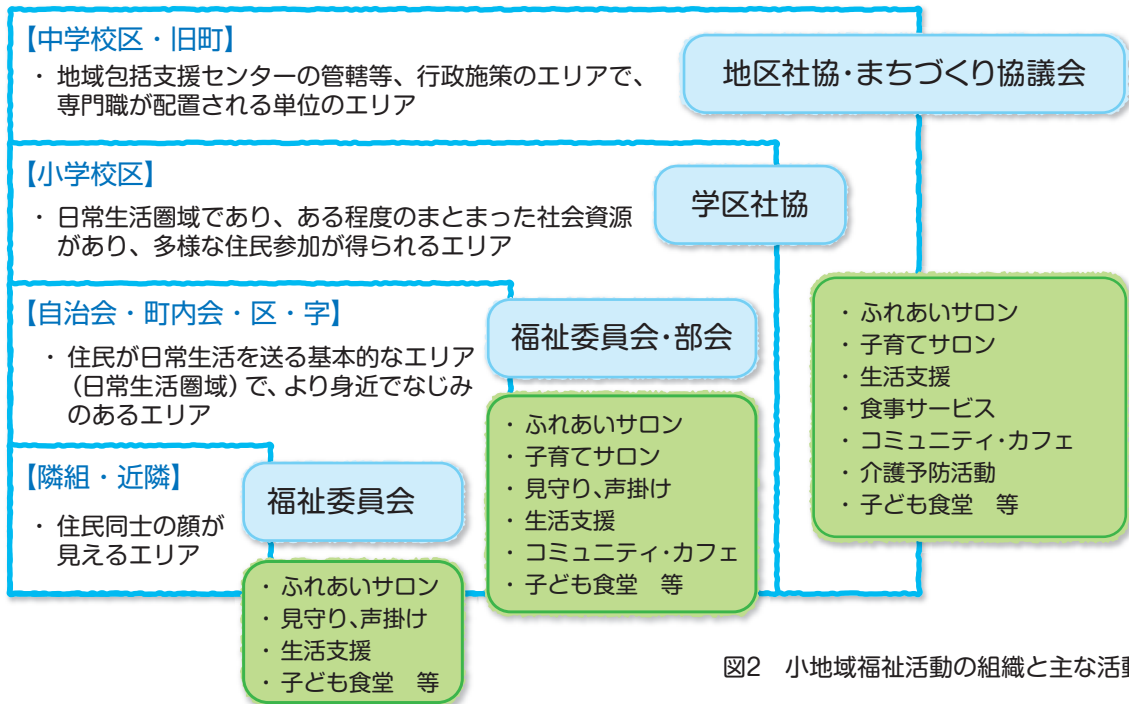 【中学校区・旧町】
・ 地域包括支援センターの管轄等、行政施策のエリアで、
専門職が配置される単位のエリア
地区社協・まちづくり協議会
【小学校区】
・ 日常生活圏域であり、ある程度のまとまった社会資源
があり、多様な住民参加が得られるエリア
学区社協
【自治会・町内会・区・字】
・ 住民が日常生活を送る基本的なエリア
（日常生活圏域）で、より身近でなじみ
のあるエリア
福祉委員会・部会
【隣組・近隣】
・ 住民同士の顔が
見えるエリア
福祉委員会
・ ふれあいサロン
・ 見守り、声掛け
・ 生活支援
・ 子ども食堂　等
・ ふれあいサロン
・ 子育てサロン
・ 見守り、声掛け
・ 生活支援
・ コミュニティ・カフェ
・ 子ども食堂　等
・ ふれあいサロン
・ 子育てサロン
・ 生活支援
・ 食事サービス
・ コミュニティ・カフェ
・ 介護予防活動
・ 子ども食堂　等
図2　小地域福祉活動の組織と主な活動